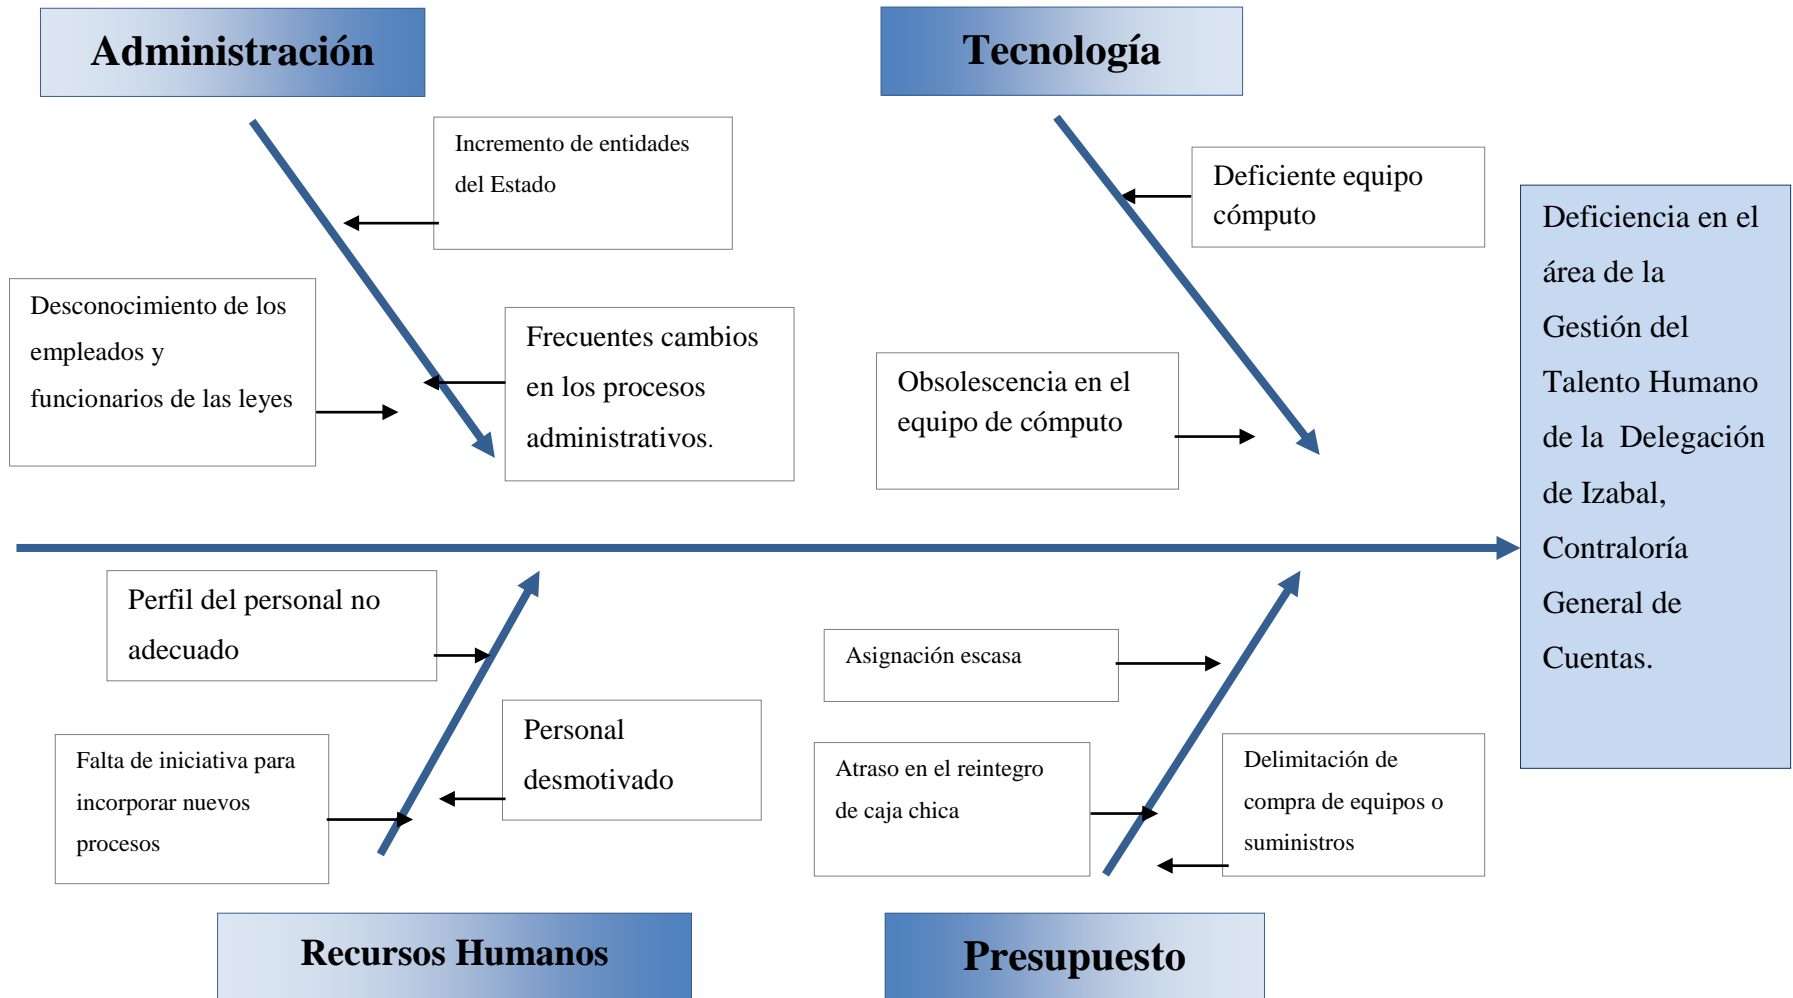 Administración
Tecnología
Incremento de entidades
del Estado
Deficiente equipo
cómputo
Desconocimiento de los
empleados y
funcionarios de las leyes
Frecuentes cambios
en los procesos
administrativos.
Obsolescencia en el
equipo de cómputo
Deficiencia en el
área de la
Gestión del
Talento Humano
de la Delegación
de Izabal,
Contraloría
General de
Cuentas.
Perfil del personal no
adecuado
Asignación escasa
Falta de iniciativa para
incorporar nuevos
procesos
Personal
desmotivado
Atraso en el reintegro
de caja chica
Delimitación de
compra de equipos o
suministros
Recursos Humanos
Presupuesto